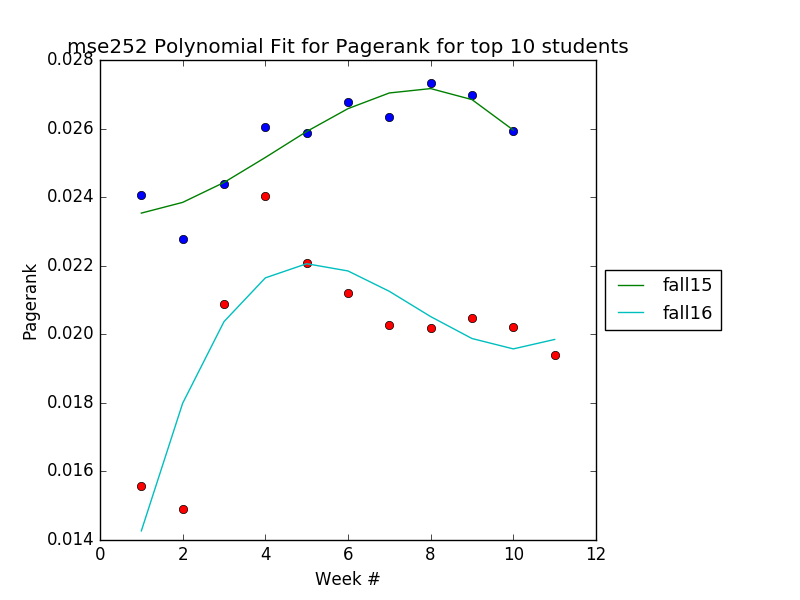 mse252 Polynomial Fit for Pagerank for top 10 students
0.028
0.026
0.024
0.022
0.020
0.018
0.016
0.014
Pagerank
0 2 4 6 8 10 12
Week #
fall15
fall16